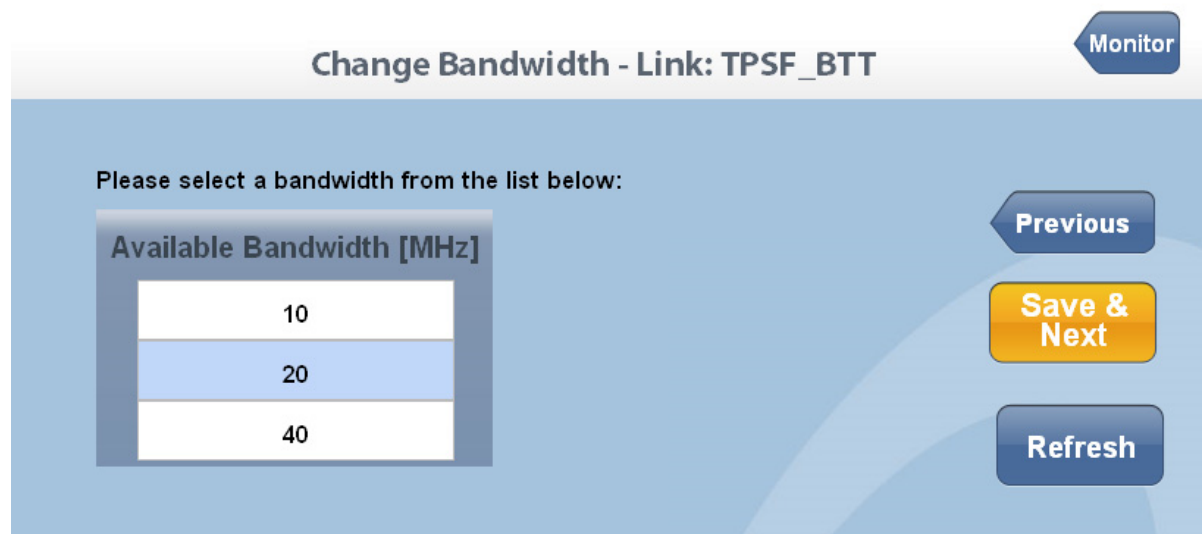 Monitor
Change Bandwidth - Link: TPSF_BTT
Please select a bandwidth from the list below:
Available Bandwidth [MHz]
10
20
40
Previous
Save &
Next
Refresh